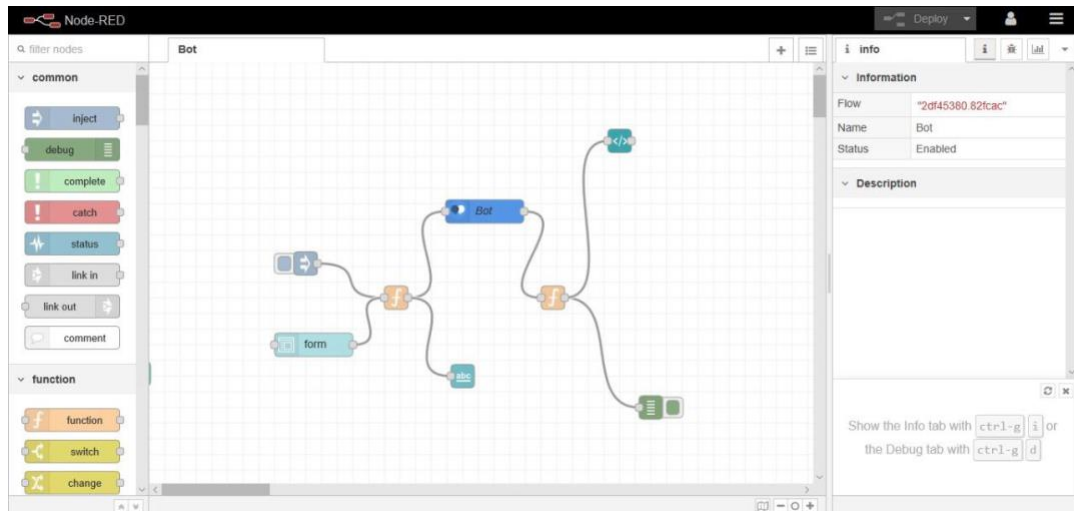 Node-RED
Deploy
filter nodes
common
inject
debug
complete
catch
status
link in
link out
comment
function
function
switch
change
Bot
Bot
form
abc
</>
i info
i
Information
Flow "2df45380.82fcac"
Name Bot
Status Enabled
Description
Show the Info tab with ctrl-g i or
the Debug tab with ctrl-g d